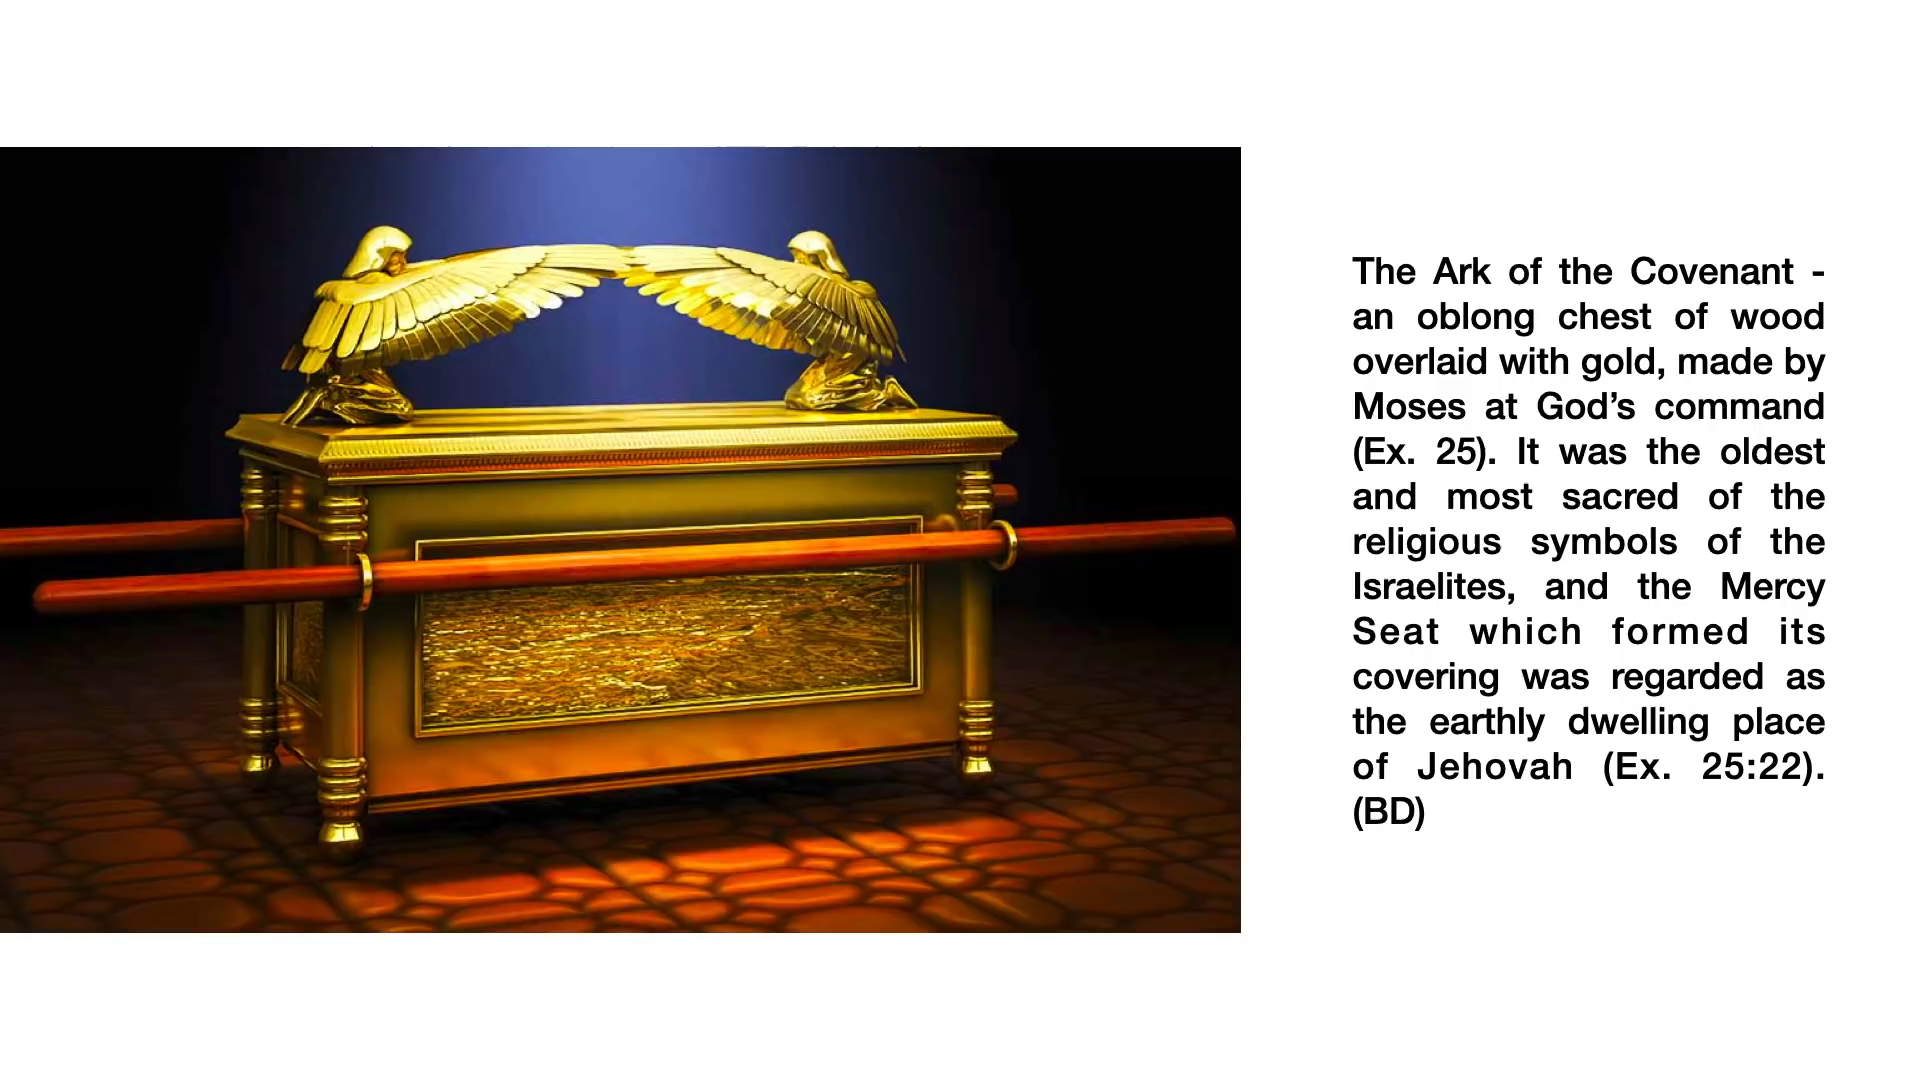 The Ark of the Covenant -
an oblong chest of wood
overlaid with gold, made by
Moses at God’s command
(Ex. 25). It was the oldest
and most sacred of the
religious symbols of the
Israelites, and the Mercy
Seat which formed its
covering was regarded as
the earthly dwelling place
of Jehovah (Ex. 25:22).
(BD)